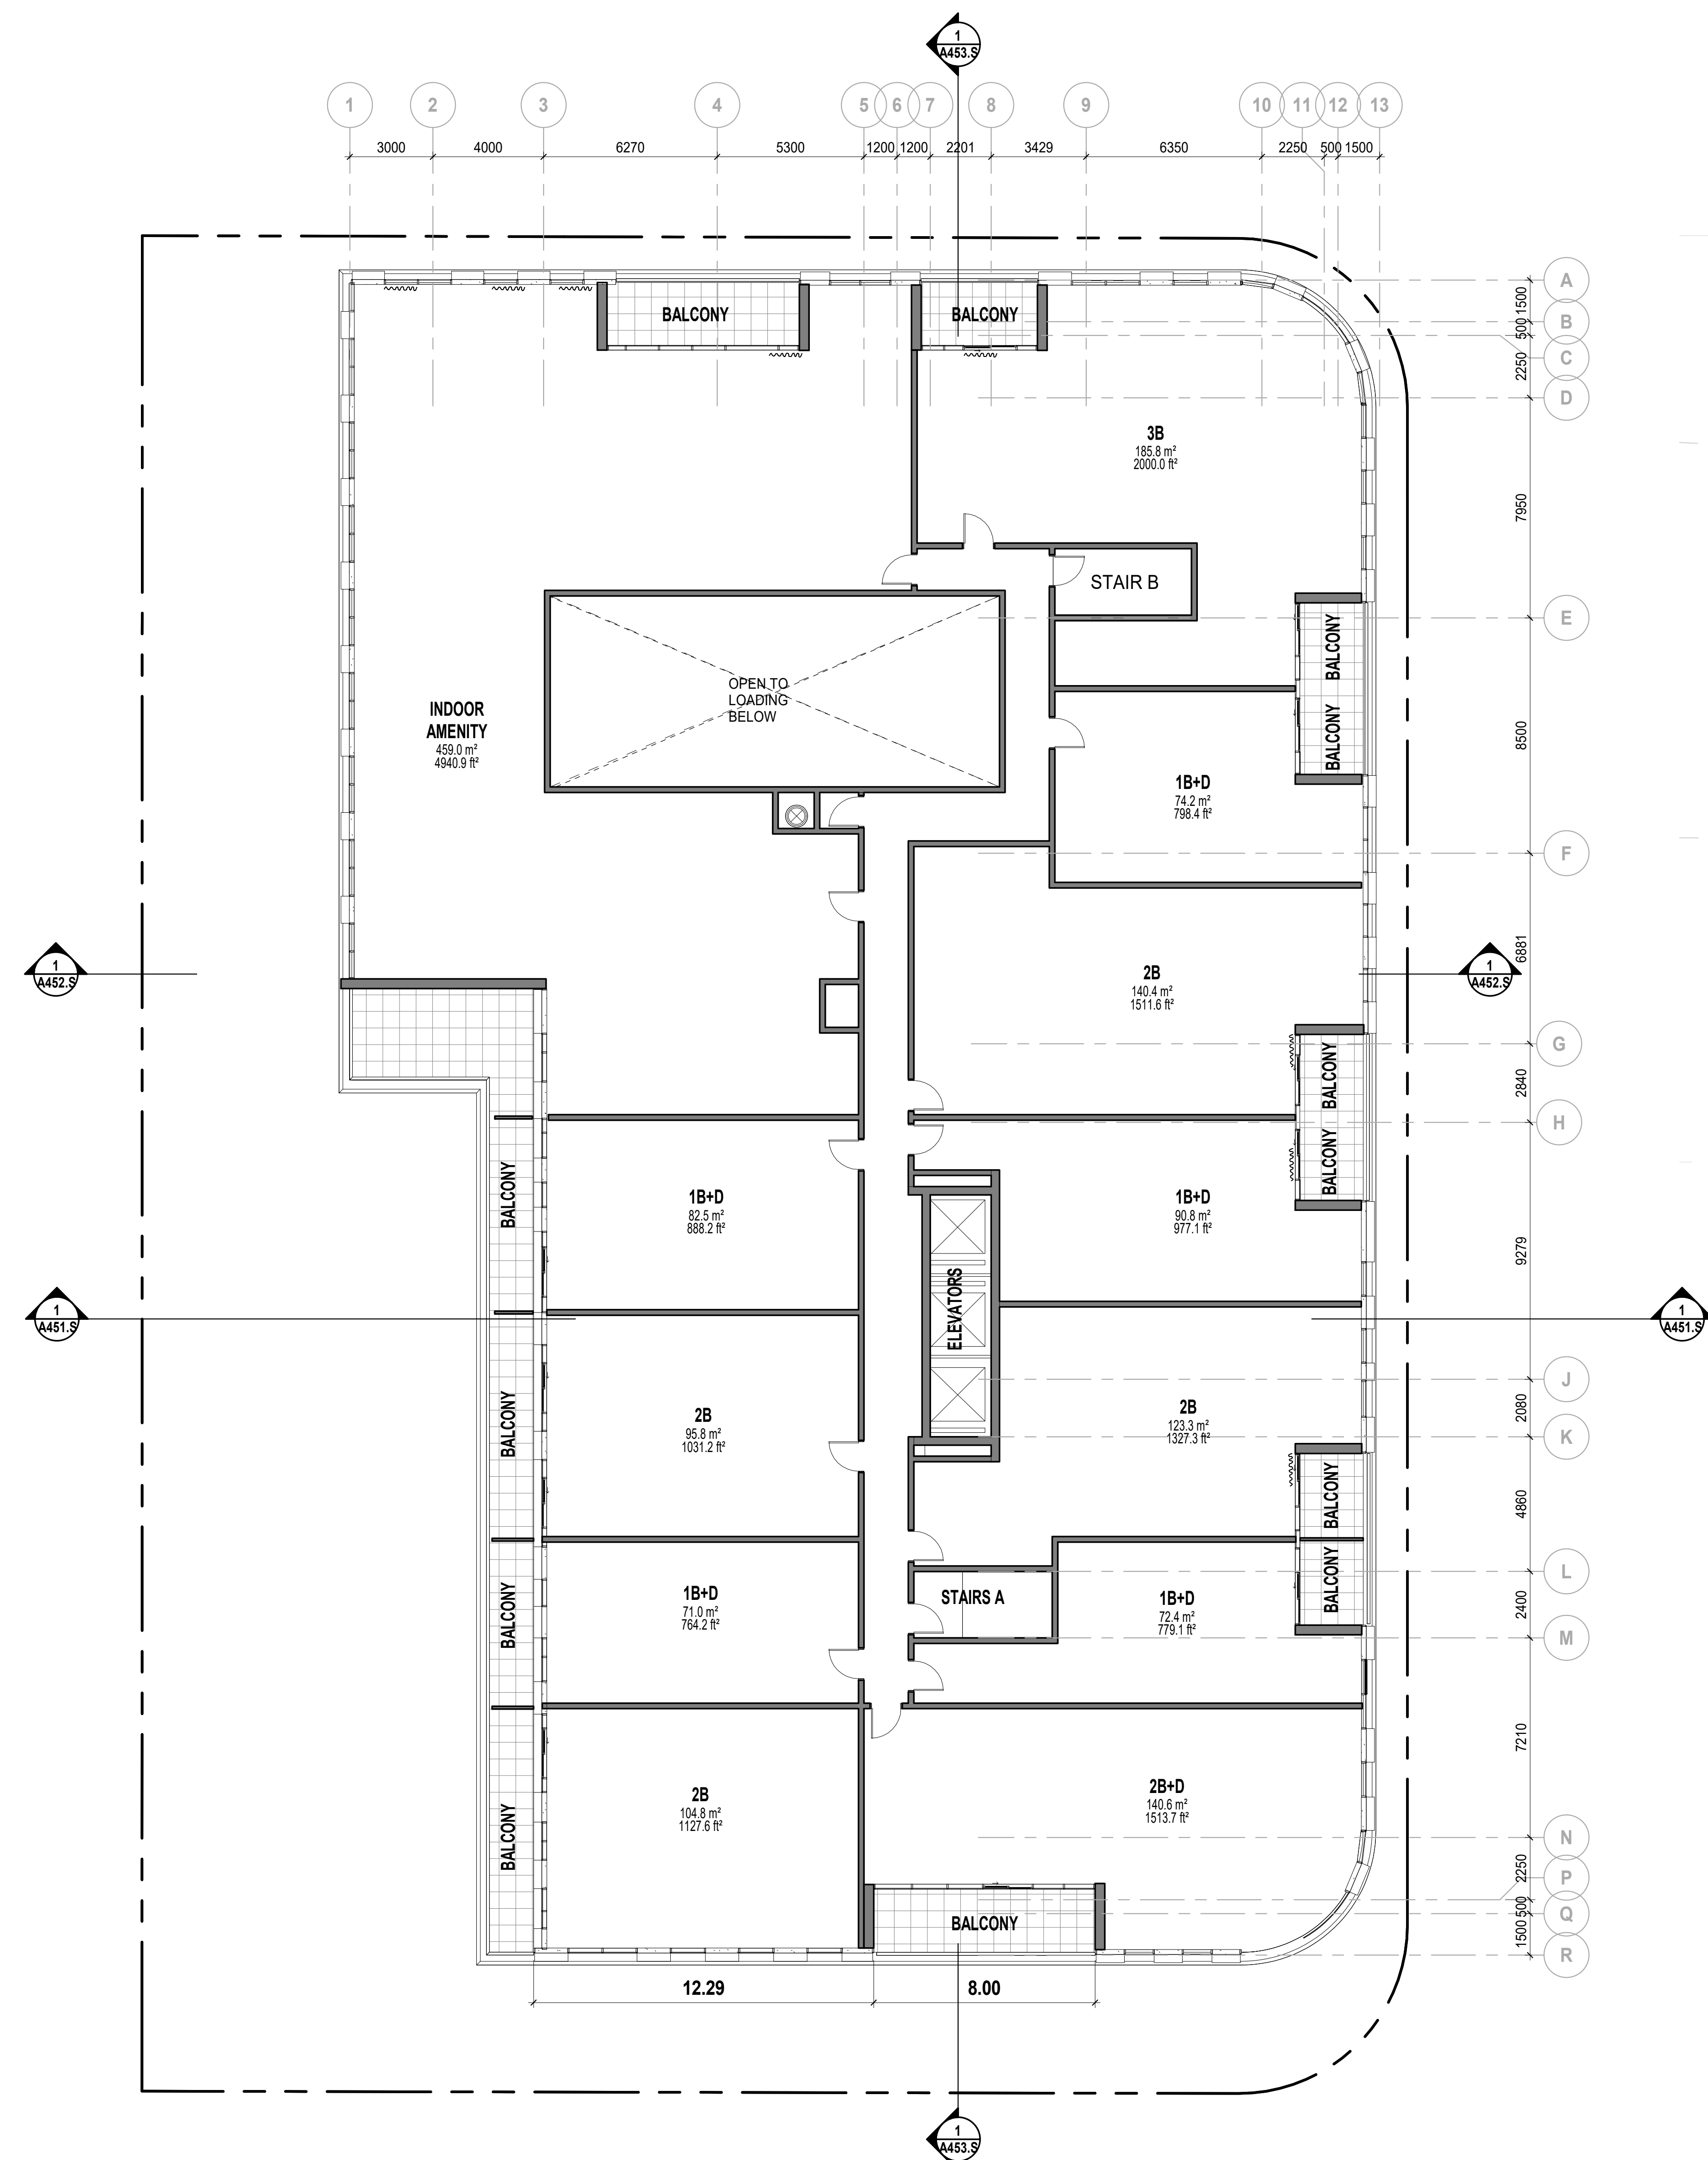 1
A453.S
1 2 3 4 5 6 7 8 9 10 11 12 13
3000 4000 6270 5300 1200 1200 2201 3429 6350 2250 500 1500
A
1500
B
500
C
2250
D
7950
E
8500
F
6881
G
2840
H
9279
J
2080
K
4860
L
2400
M
7210
N
2250
P
500
Q
1500
R
BALCONY
BALCONY
3B
185.8 m²
2000.0 ft²
STAIR B
BALCONY
BALCONY
OPEN TO
LOADING
BELOW
INDOOR
AMENITY
459.0 m²
4940.9 ft²
1B+D
74.2 m²
798.4 ft²
1
A452.S
2B
140.4 m²
1511.6 ft²
1
A452.S
BALCONY
BALCONY
BALCONY
1B+D
82.5 m²
888.2 ft²
1B+D
90.8 m²
977.1 ft²
ELEVATORS
1
A451.S
1
A451.S
BALCONY
2B
95.8 m²
1031.2 ft²
2B
123.3 m²
1327.3 ft²
BALCONY
BALCONY
BALCONY
1B+D
71.0 m²
764.2 ft²
STAIRS A
1B+D
72.4 m²
779.1 ft²
BALCONY
2B
104.8 m²
1127.6 ft²
2B+D
140.6 m²
1513.7 ft²
BALCONY
12.29 8.00
1
A453.S